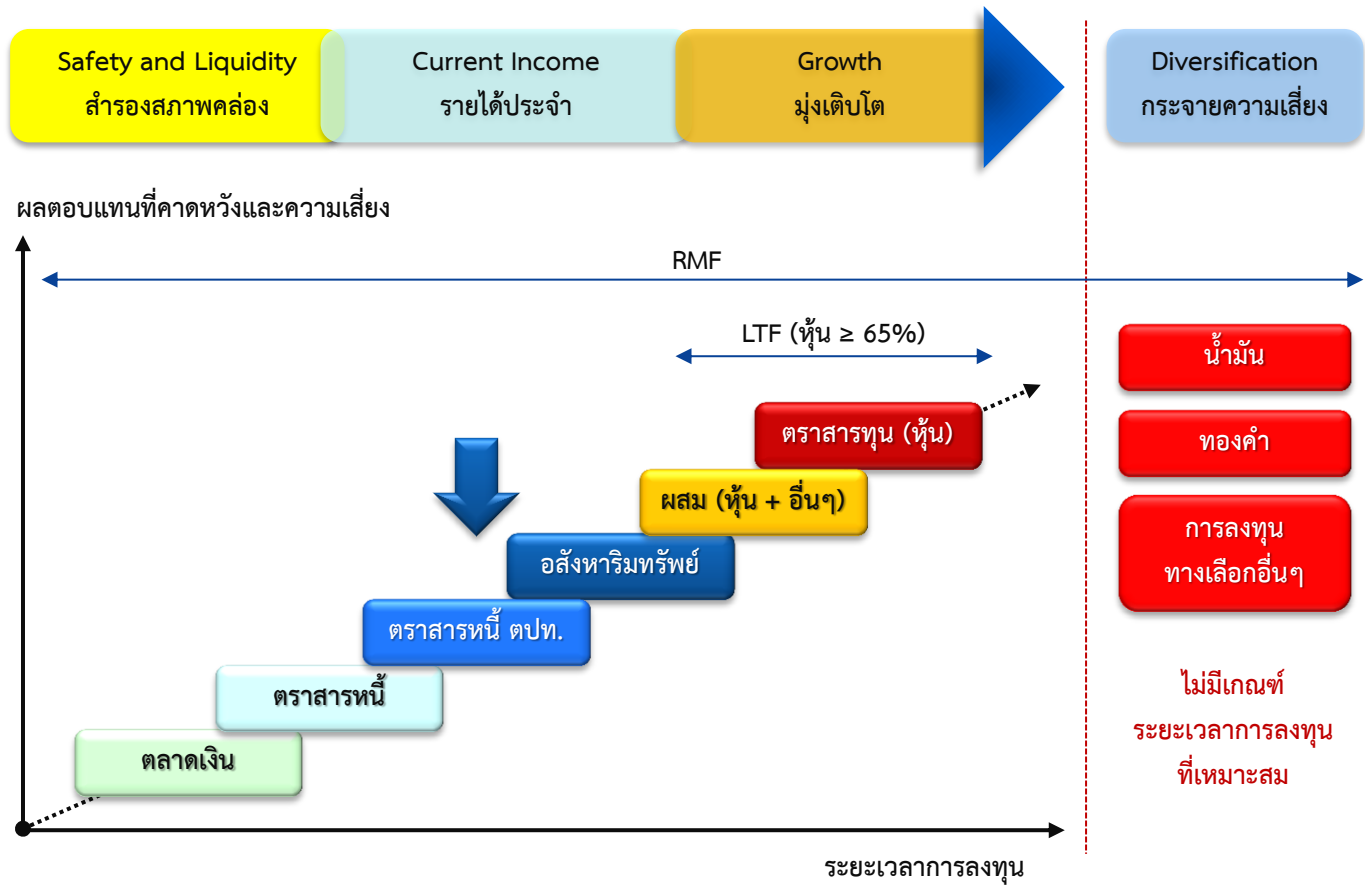 Safety and Liquidity
สำรองสภาพคล่อง
Current Income
รายได้ประจำ
Growth
มุ่งเติบโต
Diversification
กระจายความเสี่ยง
ผลตอบแทนที่คาดหวังและความเสี่ยง
RMF
LTF (หุ้น ≥ 65%)
ตราสารทุน (หุ้น)
ผสม (หุ้น + อื่นๆ)
อสังหาริมทรัพย์
ตราสารหนี้ ตปท.
ตราสารหนี้
ตลาดเงิน
น้ำมัน
ทองคำ
การลงทุน
ทางเลือกอื่นๆ
ไม่มีเกณฑ์
ระยะเวลาการลงทุน
ที่เหมาะสม
ระยะเวลาการลงทุน